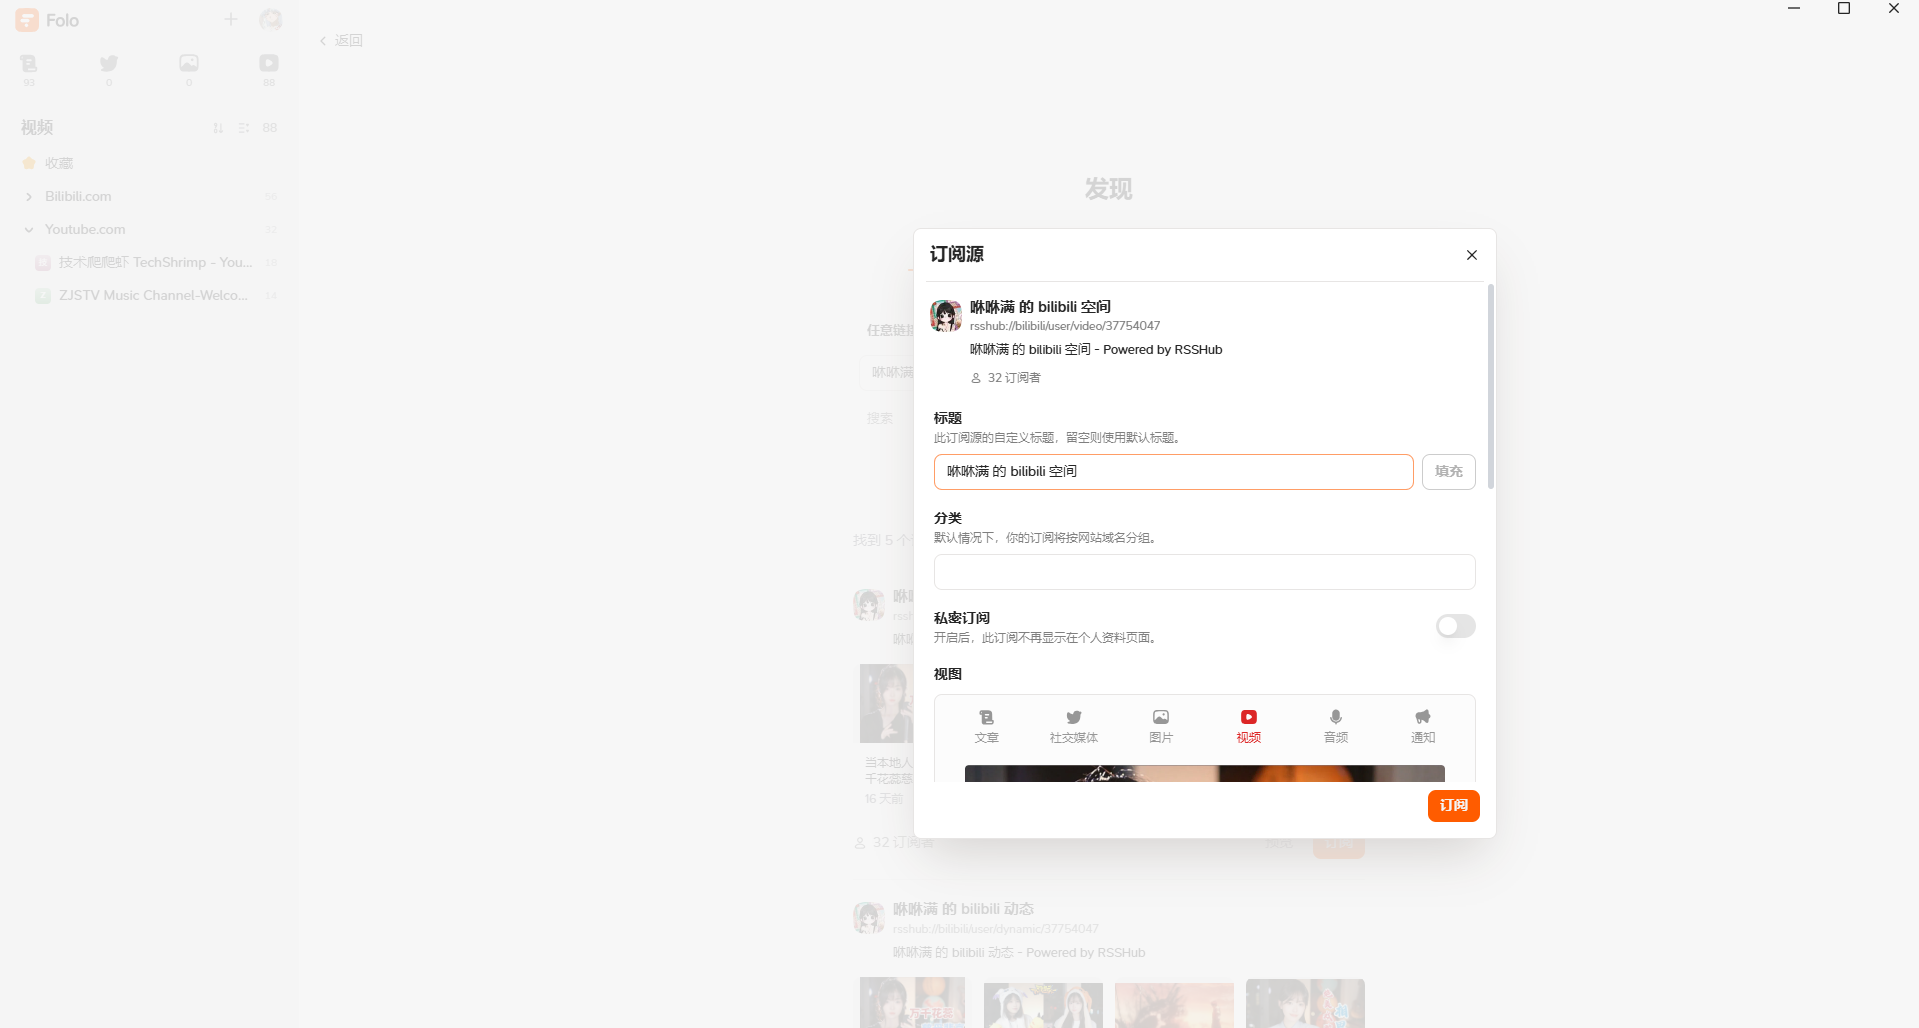 Folo
93
0
0
88
视频
88
收藏
Bilibili.com
56
Youtube.com
32
技术爬爬虾 TechShrimp - You...
18
ZJSTV Music Channel-Welco...
14
返回
发现
任意链接
咻咻满
搜索
找到 5 个
rssh
当本地人
千花蕊慈
16 天前
32 订阅者
预览
订阅
咻咻满 的 bilibili 动态
rsshub://bilibili/user/dynamic/37754047
咻咻满 的 bilibili 动态 - Powered by RSSHub
订阅源
咻咻满 的 bilibili 空间
rsshub://bilibili/user/video/37754047
咻咻满 的 bilibili 空间 - Powered by RSSHub
32 订阅者
标题
此订阅源的自定义标题，留空则使用默认标题。
咻咻满 的 bilibili 空间
填充
分类
默认情况下，你的订阅将按网站域名分组。
私密订阅
开启后，此订阅不再显示在个人资料页面。
视图
文章
社交媒体
图片
视频
音频
通知
订阅